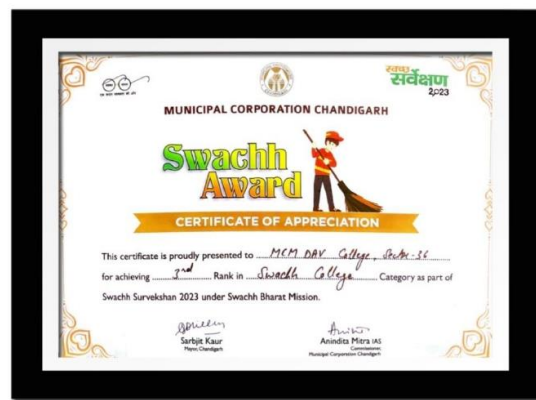 स्वच्छ
सर्वेक्षण
2023
MUNICIPAL CORPORATION CHANDIGARH
Swachh
Award
CERTIFICATE OF APPRECIATION
This certificate is proudly presented to MCM DAV College, Sector-36
for achieving 3rd Rank in Swachh College Category as part of
Swachh Survekshan 2023 under Swachh Bharat Mission.
Sarbjit Kaur
Mayor, Chandigarh
Anindita Mitra IAS
Commissioner,
Municipal Corporation Chandigarh